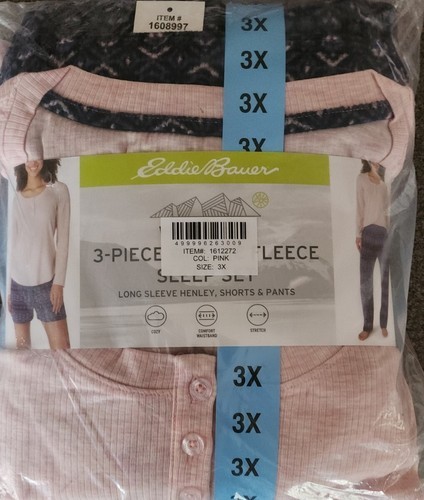 ITEM #
1608997
3X
3X
3X
3X
Eddie Bauer
499996263009
ITEM#: 1612272
COL: PINK
SIZE: 3X
3-PIECE FLEECE
SLEEP SET
LONG SLEEVE HENLEY, SHORTS & PANTS
COZY
COMFORT
WAISTBAND
STRETCH
3X
3X
3X